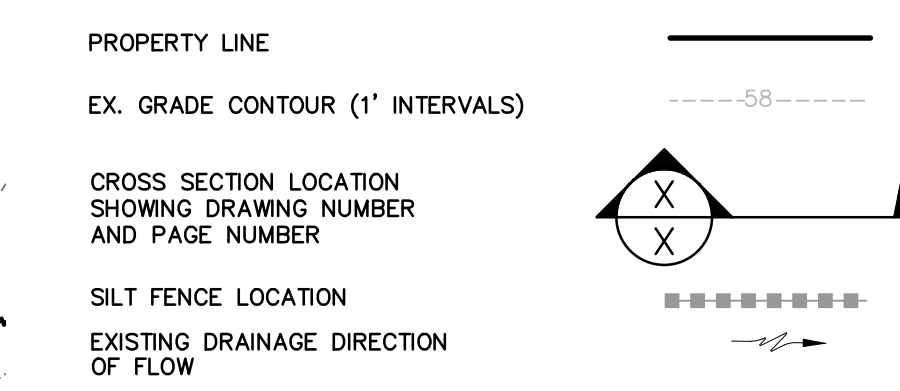 PROPERTY LINE
EX. GRADE CONTOUR (1' INTERVALS)
58
CROSS SECTION LOCATION
SHOWING DRAWING NUMBER
AND PAGE NUMBER
X
X
SILT FENCE LOCATION
EXISTING DRAINAGE DIRECTION
OF FLOW